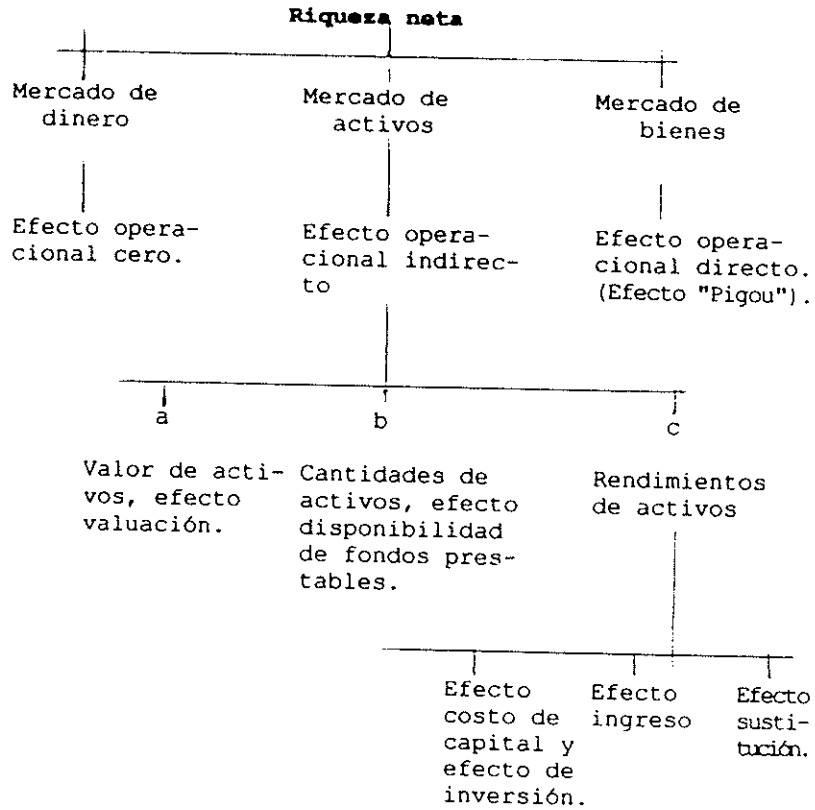 Riqueza neta
Mercado de
dinero
Mercado de
activos
Mercado de
bienes
Efecto opera-
cional cero.
Efecto opera-
cional indirec-
to
Efecto opera-
cional directo.
(Efecto "Pigou").
a
b
c
Valor de acti-
vos, efecto
valuación.
Cantidades de
activos, efecto
disponibilidad
de fondos pres-
tables.
Rendimientos
de activos
Efecto
costo de
capital y
efecto de
inversión.
Efecto
ingreso
Efecto
susti-
tución.